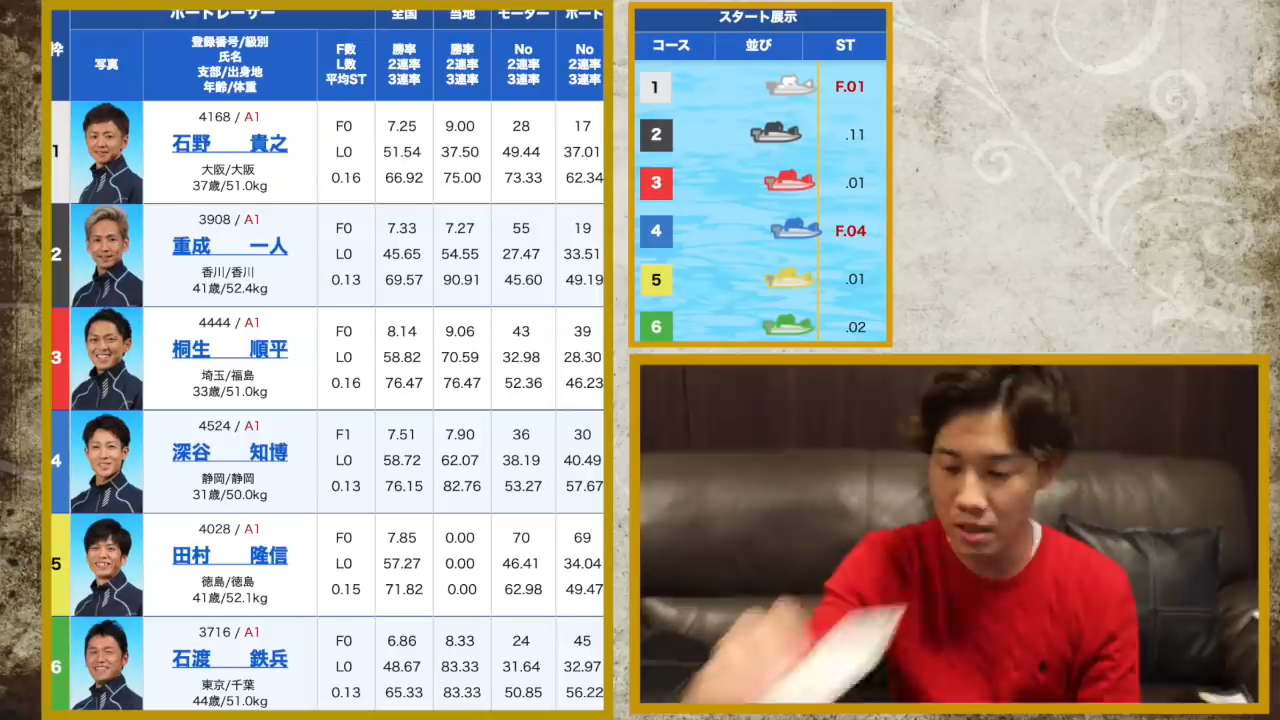 ボートレーサー 全国 当地 モーター ボート
枠 写真 登録番号/級別 氏名 支部/出身地 年齢/体重 F数 L数 平均ST 勝率 2連率 3連率 勝率 2連率 3連率 No 2連率 3連率 No 2連率 3連率
1
4168 / A1
石野 貴之
大阪/大阪
37歳/51.0kg
F0 7.25 9.00 28 17
L0 51.54 37.50 49.44 37.01
0.16 66.92 75.00 73.33 62.34
2
3908 / A1
重成 一人
香川/香川
41歳/52.4kg
F0 7.33 7.27 55 19
L0 45.65 54.55 27.47 33.51
0.13 69.57 90.91 45.60 49.19
3
4444 / A1
桐生 順平
埼玉/福島
33歳/51.0kg
F0 8.14 9.06 43 39
L0 58.82 70.59 32.98 28.30
0.16 76.47 76.47 52.36 46.23
4
4524 / A1
深谷 知博
静岡/静岡
31歳/50.0kg
F1 7.51 7.90 36 30
L0 58.72 62.07 38.19 40.49
0.13 76.15 82.76 53.27 57.67
5
4028 / A1
田村 隆信
徳島/徳島
41歳/52.1kg
F0 7.85 0.00 70 69
L0 57.27 0.00 46.41 34.04
0.15 71.82 0.00 62.98 49.47
6
3716 / A1
石渡 鉄兵
東京/千葉
44歳/51.0kg
F0 6.86 8.33 24 45
L0 48.67 83.33 31.64 32.97
0.13 65.33 83.33 50.85 56.22
スタート展示
コース 並び ST
1 F.01
2 .11
3 .01
4 F.04
5 .01
6 .02